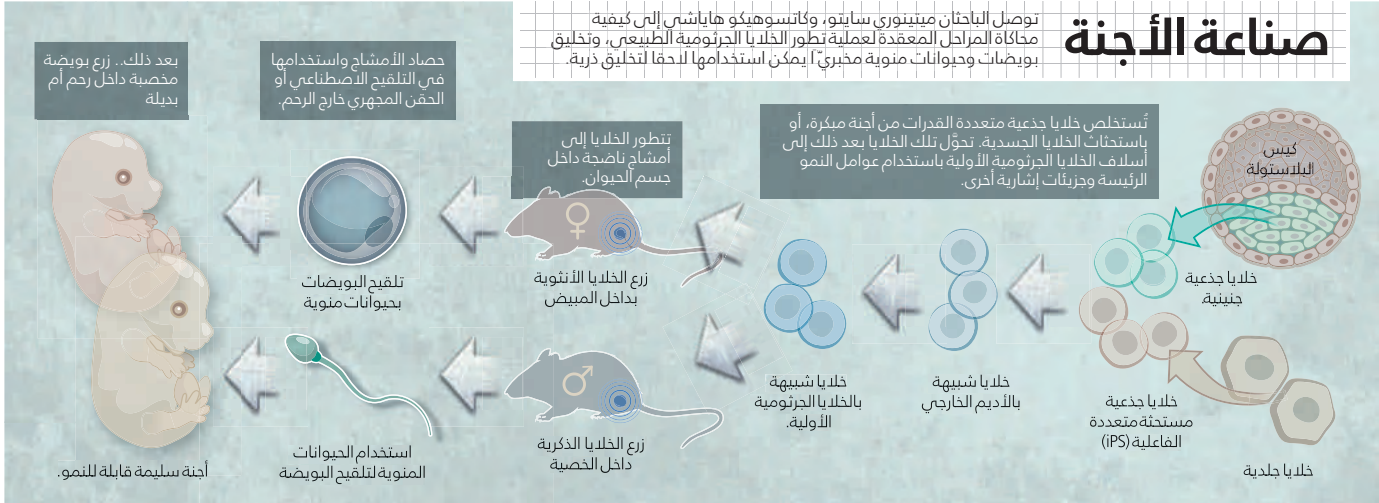 صناعة الأجنة
توصل الباحثان ميتينوري سايتو، وكاتسوهيكو هاياشي إلى كيفية
محاكاة المراحل المعقدة لعملية تطور الخلايا الجرثومية الطبيعي، وتخليق
بويضات وحيوانات منوية مخبريًّا يمكن استخدامها لاحقا لتخليق ذرية.
كيس
البلاستولة
خلايا جذعية
جنينية.
خلايا جلدية
تُستخلص خلايا جذعية متعددة القدرات من أجنة مبكرة، أو
باستحثاث الخلايا الجسدية. تحوَّل تلك الخلايا بعد ذلك إلى
أسلاف الخلايا الجرثومية الأولية باستخدام عوامل النمو
الرئيسة وجزيئات إشارية أخرى.
خلايا جذعية
مستحثة متعددة
الفاعلية (iPS)
خلايا شبيهة
بالأديم الخارجي
خلايا شبيهة
بالخلايا الجرثومية
الأولية.
تتطور الخلايا إلى
أمشاج ناضجة داخل
جسم الحيوان.
زرع الخلايا الأنثوية
بداخل المبيض
زرع الخلايا الذكرية
داخل الخصية
حصاد الأمشاج واستخدامها
في التلقيح الاصطناعي أو
الحقن المجهري خارج الرحم.
تلقيح البويضات
بحيوانات منوية
استخدام الحيوانات
المنوية لتلقيح البويضة
بعد ذلك.. زرع بويضة
مخصبة داخل رحم أم
بديلة
أجنة سليمة قابلة للنمو.